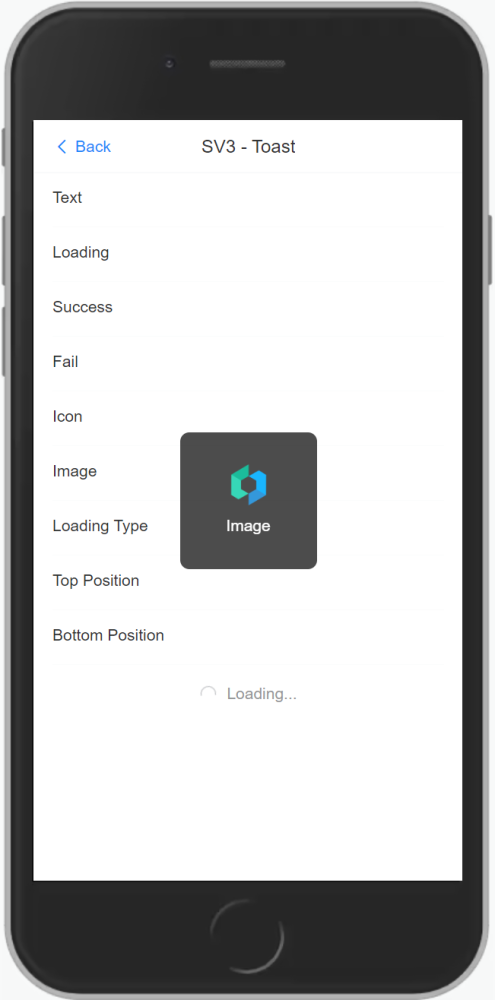 Back
SV3 - Toast
Text
Loading
Success
Fail
Icon
Image
Image
Loading Type
Top Position
Bottom Position
Loading...